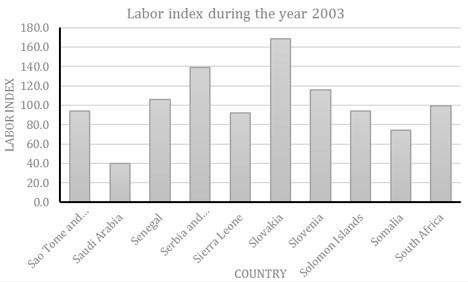 Labor index during the year 2003
LABOR INDEX
180.0
160.0
140.0
120.0
100.0
80.0
60.0
40.0
20.0
0.0
Sao Tome and...
Saudi Arabia
Senegal
Serbia and...
Sierra Leone
Slovakia
Slovenia
Solomon Islands
Somalia
South Africa
COUNTRY